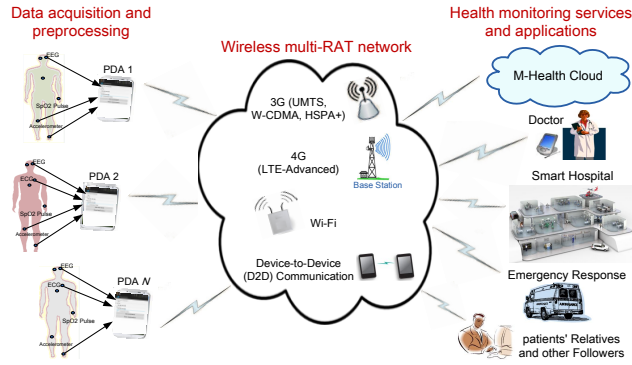 Data acquisition and
preprocessing
EEG
PDA 1
SpO2 Pulse
Accelerometer
EEG
ECG
PDA 2
SpO2 Pulse
Accelerometer
EEG
ECG
PDA N
SpO2 Pulse
Accelerometer
Wireless multi-RAT network
3G (UMTS,
W-CDMA, HSPA+)
4G
(LTE-Advanced)
Base Station
Wi-Fi
Device-to-Device
(D2D) Communication
Health monitoring services
and applications
M-Health Cloud
Doctor
Smart Hospital
Emergency Response
AMBULANCE
patients' Relatives
and other Followers